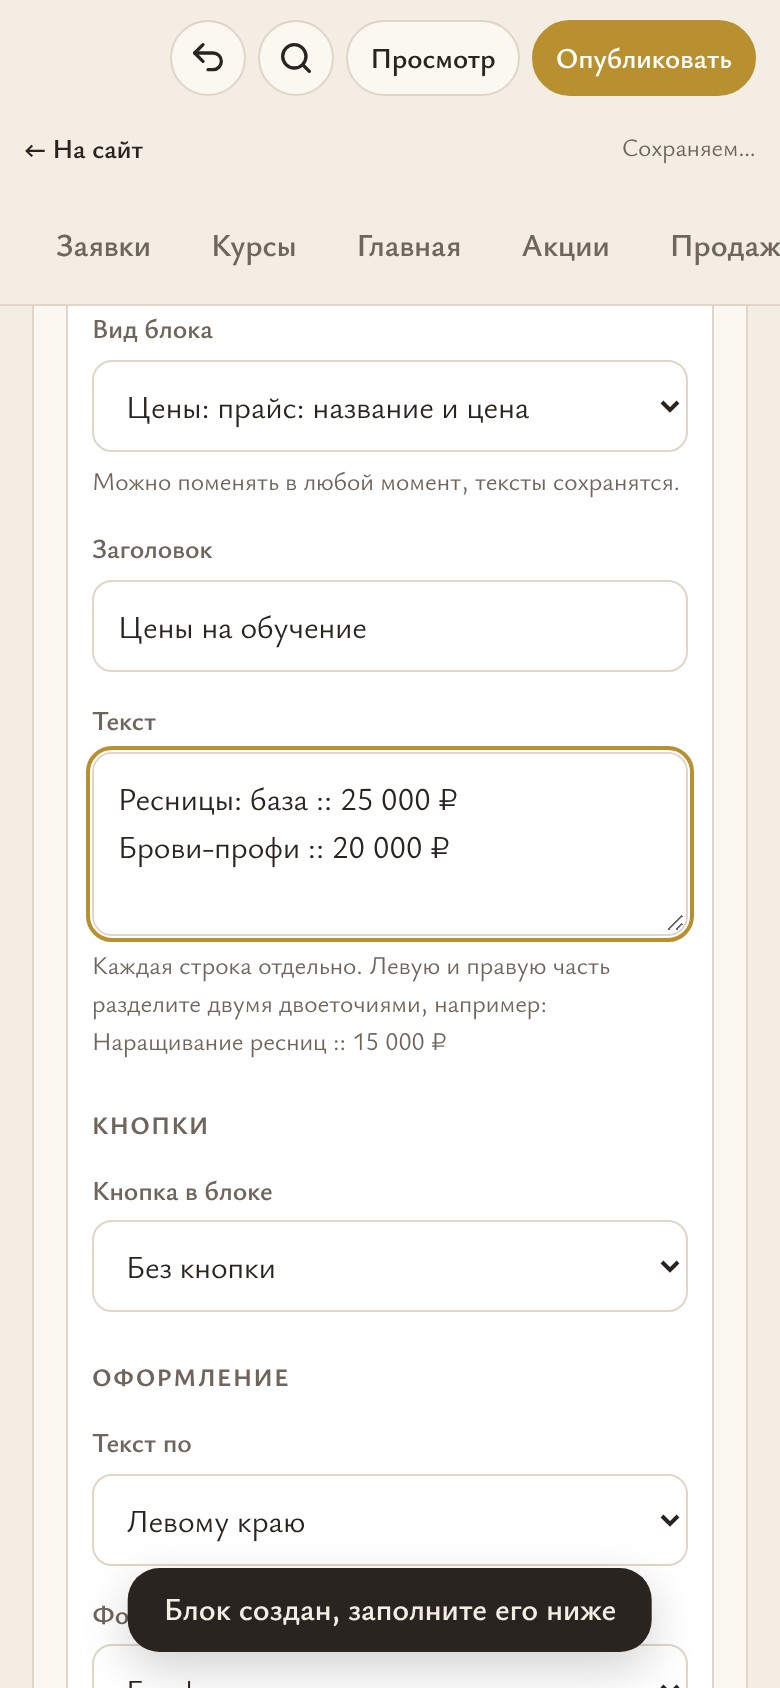 Просмотр
Опубликовать
← На сайт
Сохраняем...
Заявки Курсы Главная Акции
Вид блока
Цены: прайс: название и цена
Можно поменять в любой момент, тексты сохранятся.
Заголовок
Цены на обучение
Текст
Ресницы: база :: 25 000 ₽
Брови-профи :: 20 000 ₽
Каждая строка отдельно. Левую и правую часть
разделите двумя двоеточиями, например:
Наращивание ресниц :: 15 000 ₽
КНОПКИ
Кнопка в блоке
Без кнопки
ОФОРМЛЕНИЕ
Текст по
Левому краю
Блок создан, заполните его ниже